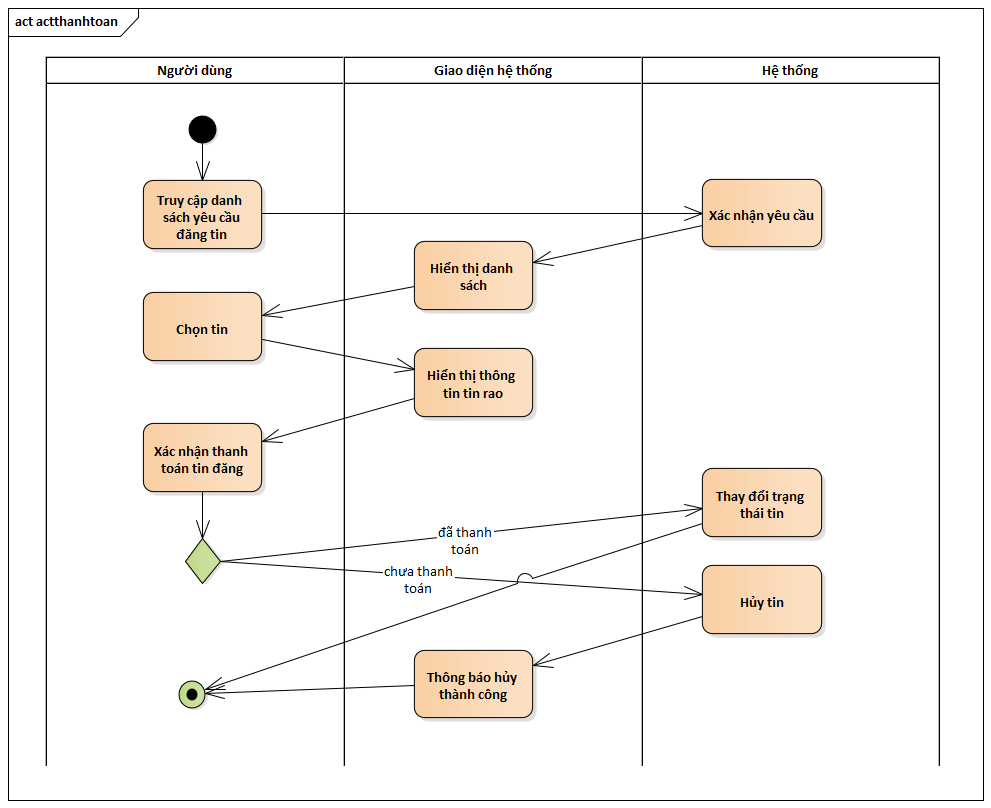 act actthanhtoan
Người dùng
Giao diện hệ thống
Hệ thống
Truy cập danh
sách yêu cầu
đăng tin
Xác nhận yêu cầu
Hiển thị danh
sách
Chọn tin
Hiển thị thông
tin tin rao
Xác nhận thanh
toán tin đăng
Thay đổi trạng
thái tin
đã thanh
toán
chưa thanh
toán
Hủy tin
Thông báo hủy
thành công